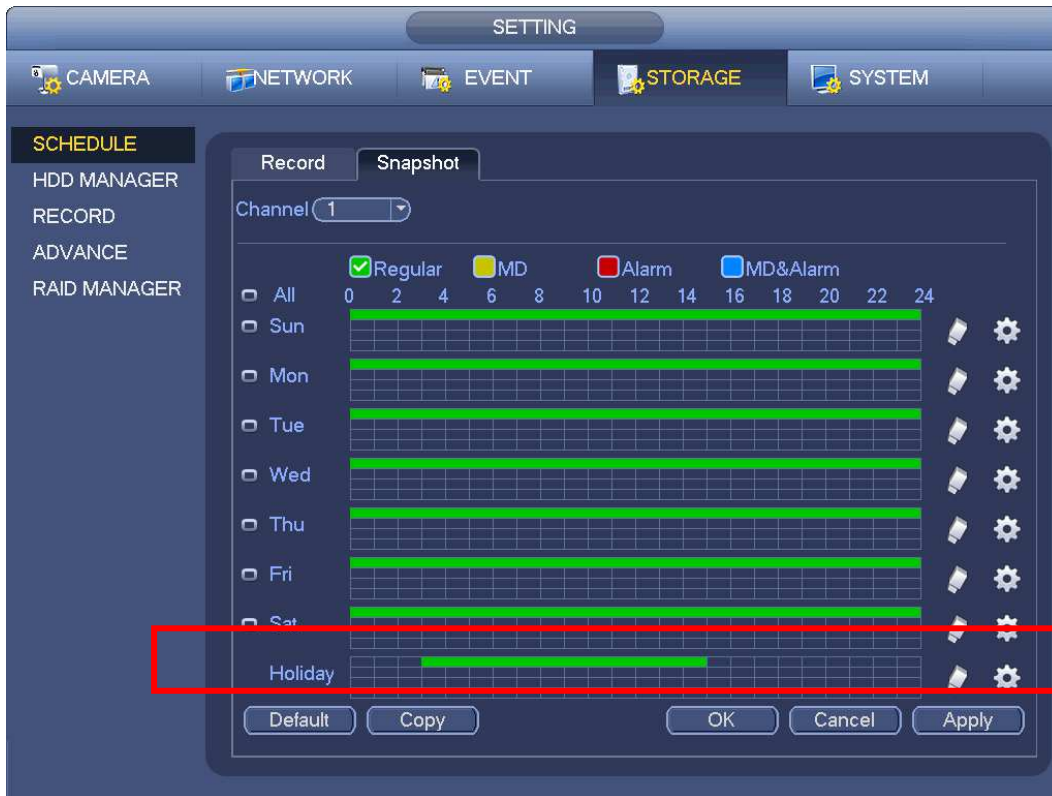 SETTING
CAMERA NETWORK EVENT STORAGE SYSTEM
SCHEDULE
HDD MANAGER
RECORD
ADVANCE
RAID MANAGER
Record Snapshot
Channel 1
Regular MD Alarm MD&Alarm
All 0 2 4 6 8 10 12 14 16 18 20 22 24
Sun
Mon
Tue
Wed
Thu
Fri
Sat
Holiday
Default Copy OK Cancel Apply